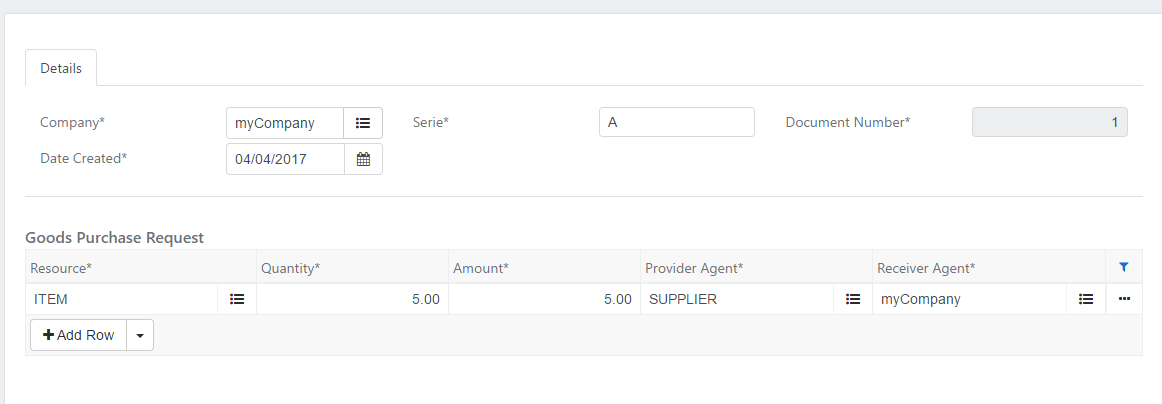 Details
Company* myCompany Serie* A Document Number* 1
Date Created* 04/04/2017
Goods Purchase Request
Resource* Quantity* Amount* Provider Agent* Receiver Agent*
ITEM 5.00 5.00 SUPPLIER myCompany
Add Row